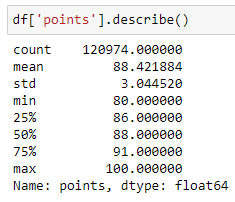 df['points'].describe()
count    120974.000000
mean         88.421884
std           3.044520
min          80.000000
25%          86.000000
50%          88.000000
75%          91.000000
max         100.000000
Name: points, dtype: float64